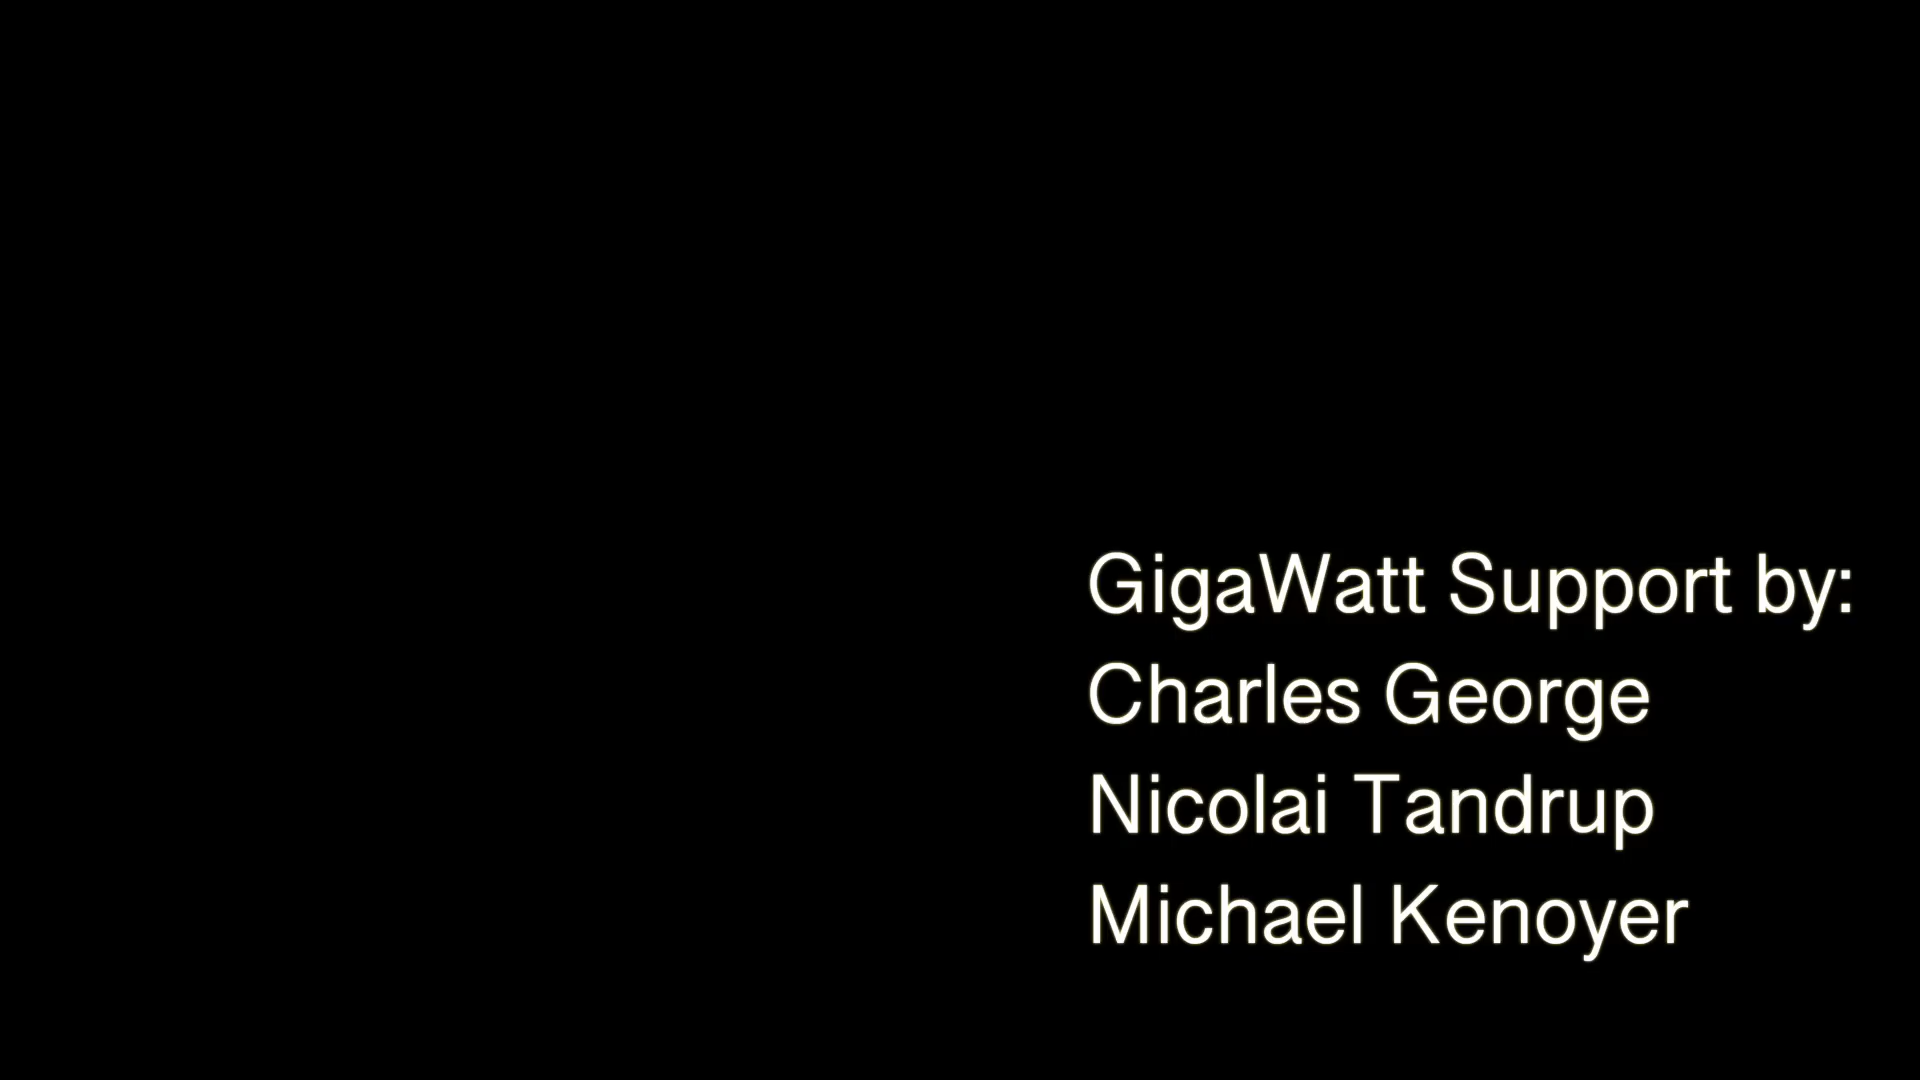 GigaWatt Support by:
Charles George
Nicolai Tandrup
Michael Kenoyer